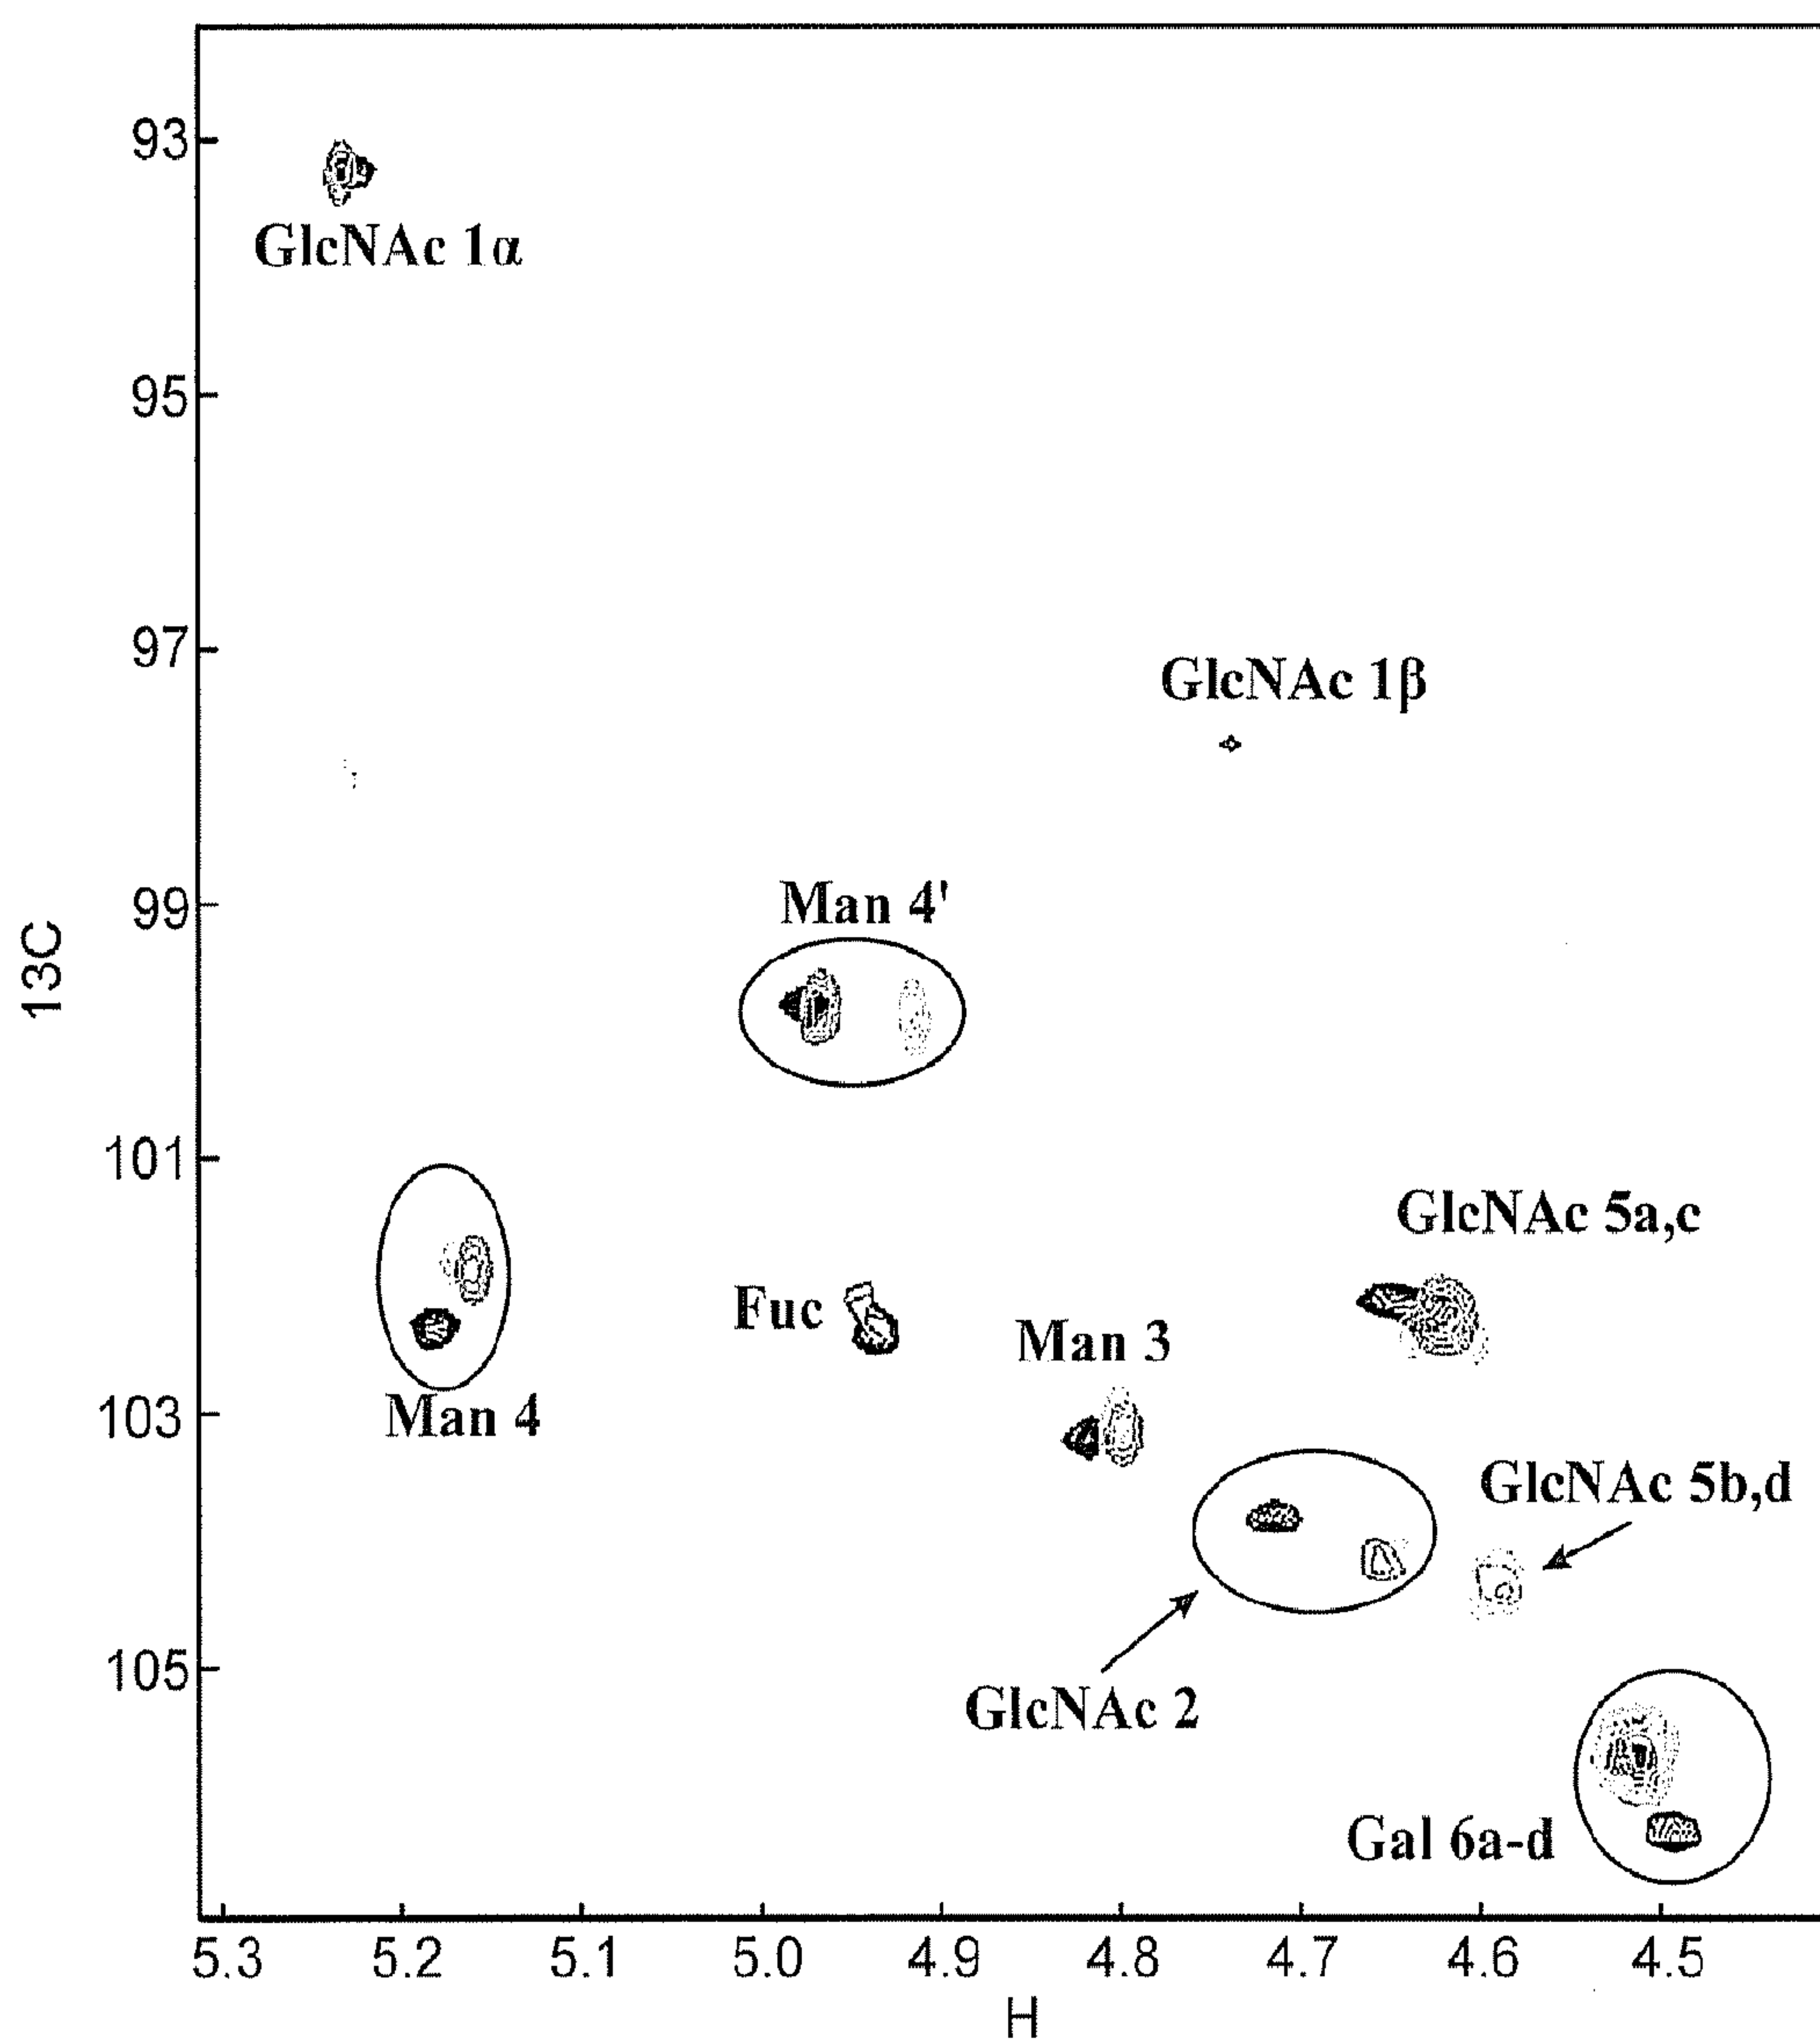 93
GlcNAc 1α
95
97
GlcNAc 1β
99
Man 4'
13C
101
GlcNAc 5a,c
Fuc
Man 3
103
Man 4
GlcNAc 5b,d
105
GlcNAc 2
Gal 6a-d
5.3 5.2 5.1 5.0 4.9 4.8 4.7 4.6 4.5
H